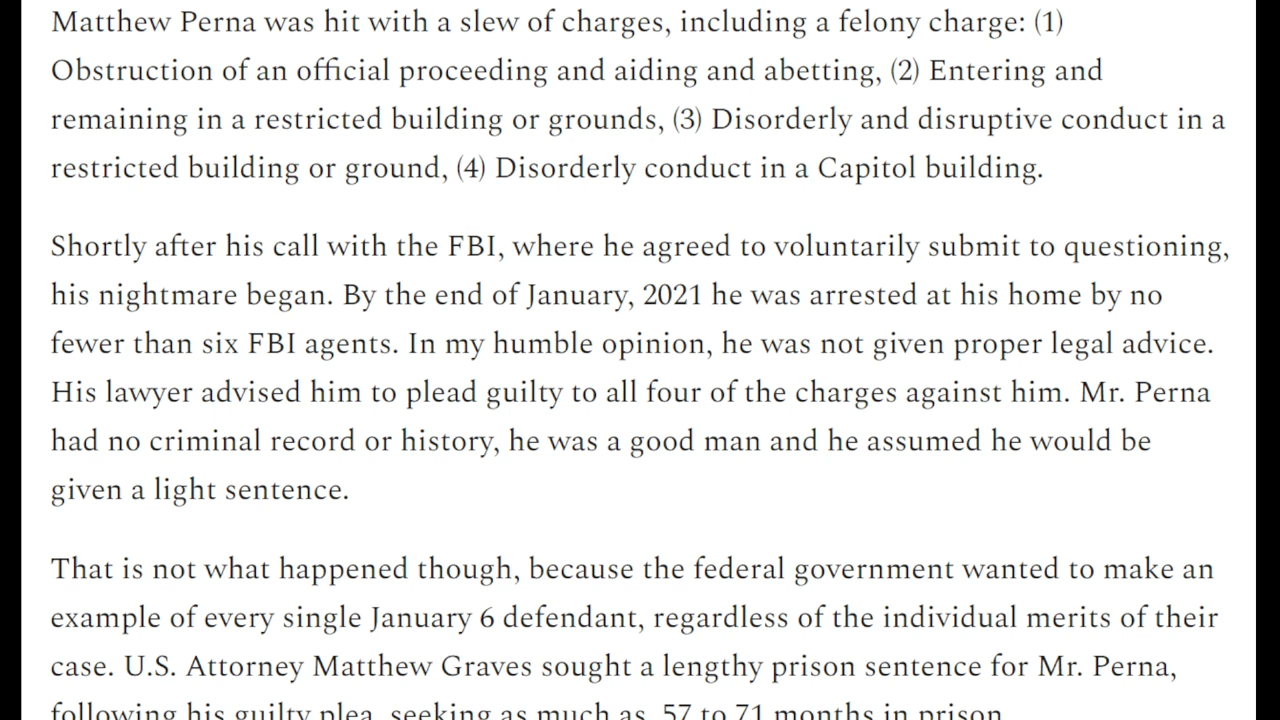 Matthew Perna was hit with a slew of charges, including a felony charge: (1)
Obstruction of an official proceeding and aiding and abetting, (2) Entering and
remaining in a restricted building or grounds, (3) Disorderly and disruptive conduct in a
restricted building or ground, (4) Disorderly conduct in a Capitol building.
Shortly after his call with the FBI, where he agreed to voluntarily submit to questioning,
his nightmare began. By the end of January, 2021 he was arrested at his home by no
fewer than six FBI agents. In my humble opinion, he was not given proper legal advice.
His lawyer advised him to plead guilty to all four of the charges against him. Mr. Perna
had no criminal record or history, he was a good man and he assumed he would be
given a light sentence.
That is not what happened though, because the federal government wanted to make an
example of every single January 6 defendant, regardless of the individual merits of their
case. U.S. Attorney Matthew Graves sought a lengthy prison sentence for Mr. Perna,
following his guilty plea, seeking as much as, 57 to 71 months in prison